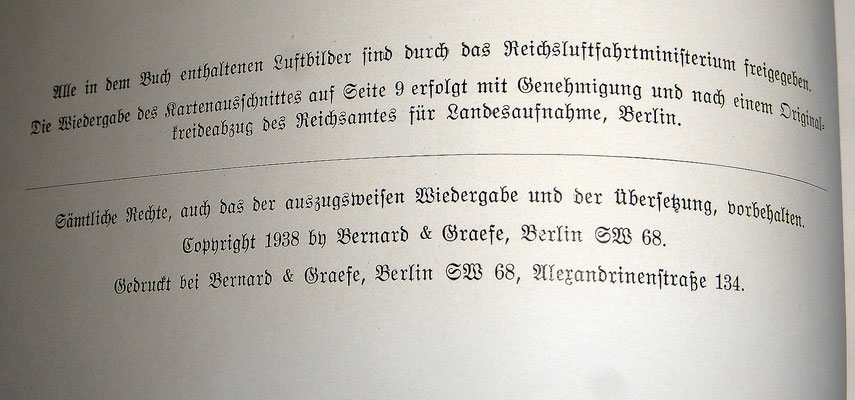 Alle in dem Buch enthaltenen Luftbilder sind durch das Reichsluftfahrtministerium freigegeben.
Die Wiedergabe des Kartenausschnittes auf Seite 9 erfolgt mit Genehmigung und nach einem Original-
kreideabzug des Reichsamtes für Landesaufnahme, Berlin.
Sämtliche Rechte, auch das der auszugsweisen Wiedergabe und der Übersetzung, vorbehalten.
Copyright 1938 by Bernard & Graefe, Berlin SW 68.
Gedruckt bei Bernard & Graefe, Berlin SW 68, Alexandrinenstraße 134.